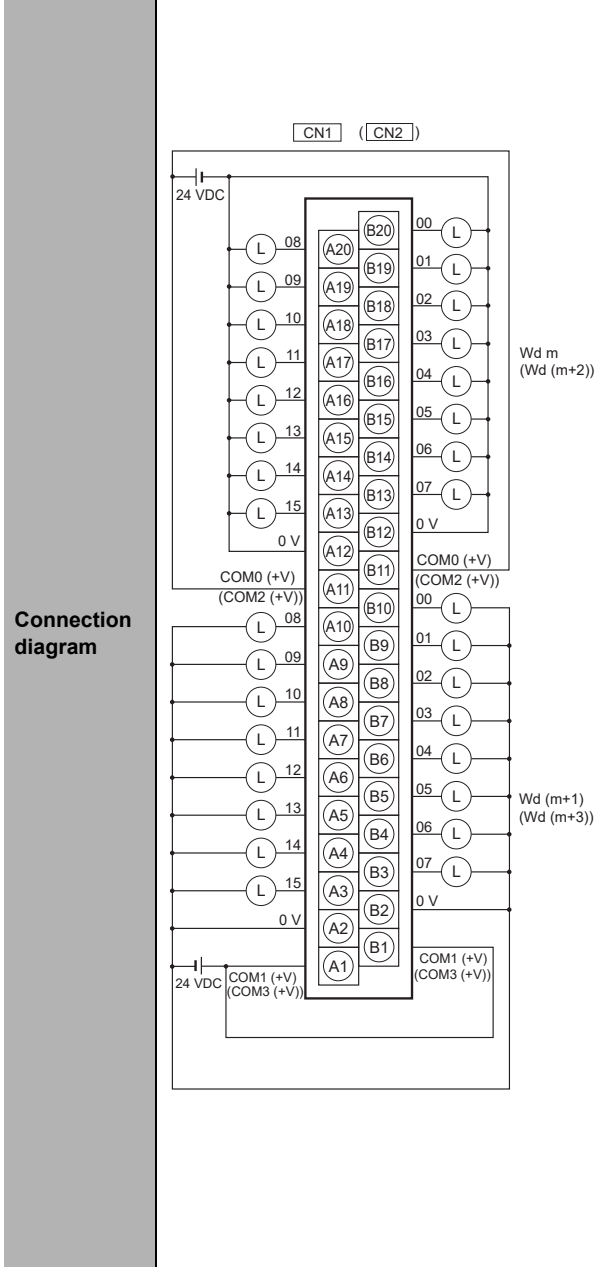 CN1 (CN2)
24 VDC
08 A20 B20 00 L
L 09 A19 B19 01 L
L 10 A18 B18 02 L
L 11 A17 B17 03 L
L 12 A16 B16 04 L
L 13 A15 B15 05 L
L 14 A14 B14 06 L
L 15 A13 B13 07 L
L
0 V A12 B12 0 V
Wd m
(Wd (m+2))
COM0 (+V) A11 B11 COM0 (+V)
(COM2 (+V)) (COM2 (+V))
Connection
diagram
L 08 A10 B10 00 L
L 09 A9 B9 01 L
L 10 A8 B8 02 L
L 11 A7 B7 03 L
L 12 A6 B6 04 L
L 13 A5 B5 05 L
L 14 A4 B4 06 L
L 15 A3 B3 07 L
0 V A2 B2 0 V
Wd (m+1)
(Wd (m+3))
24 VDC
COM1 (+V) A1 B1 COM1 (+V)
(COM3 (+V)) (COM3 (+V))